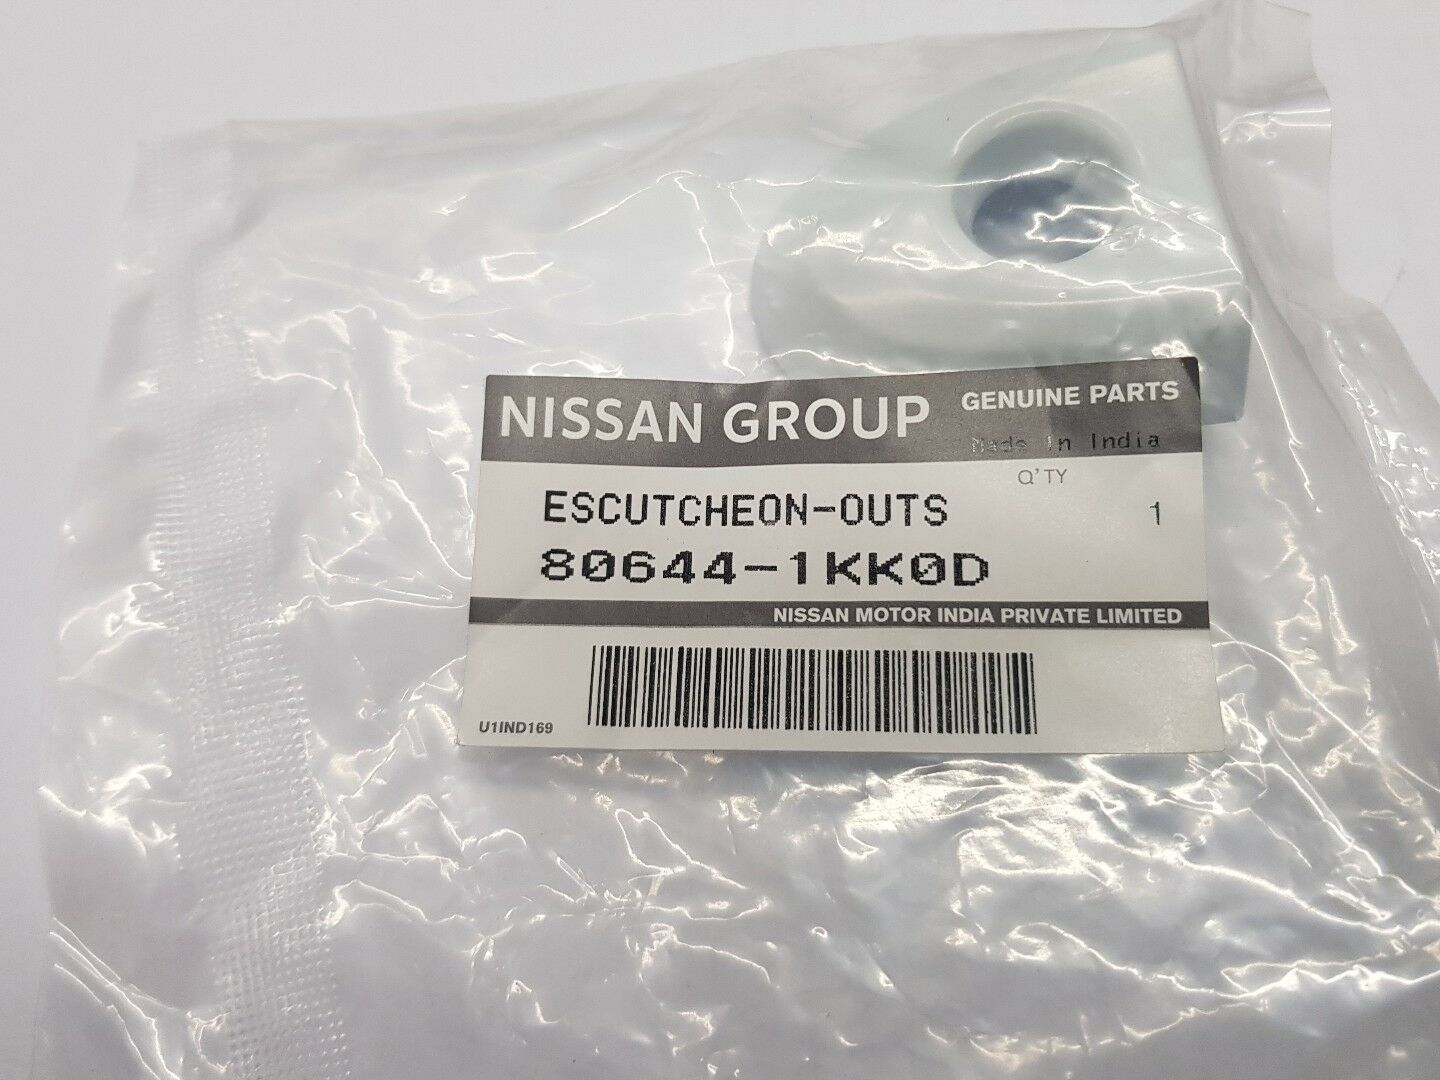 NISSAN GROUP GENUINE PARTS
Made in India
Q'TY
ESCUTCHEON-OUTS 1
80644-1KK0D
NISSAN MOTOR INDIA PRIVATE LIMITED
U1IND169